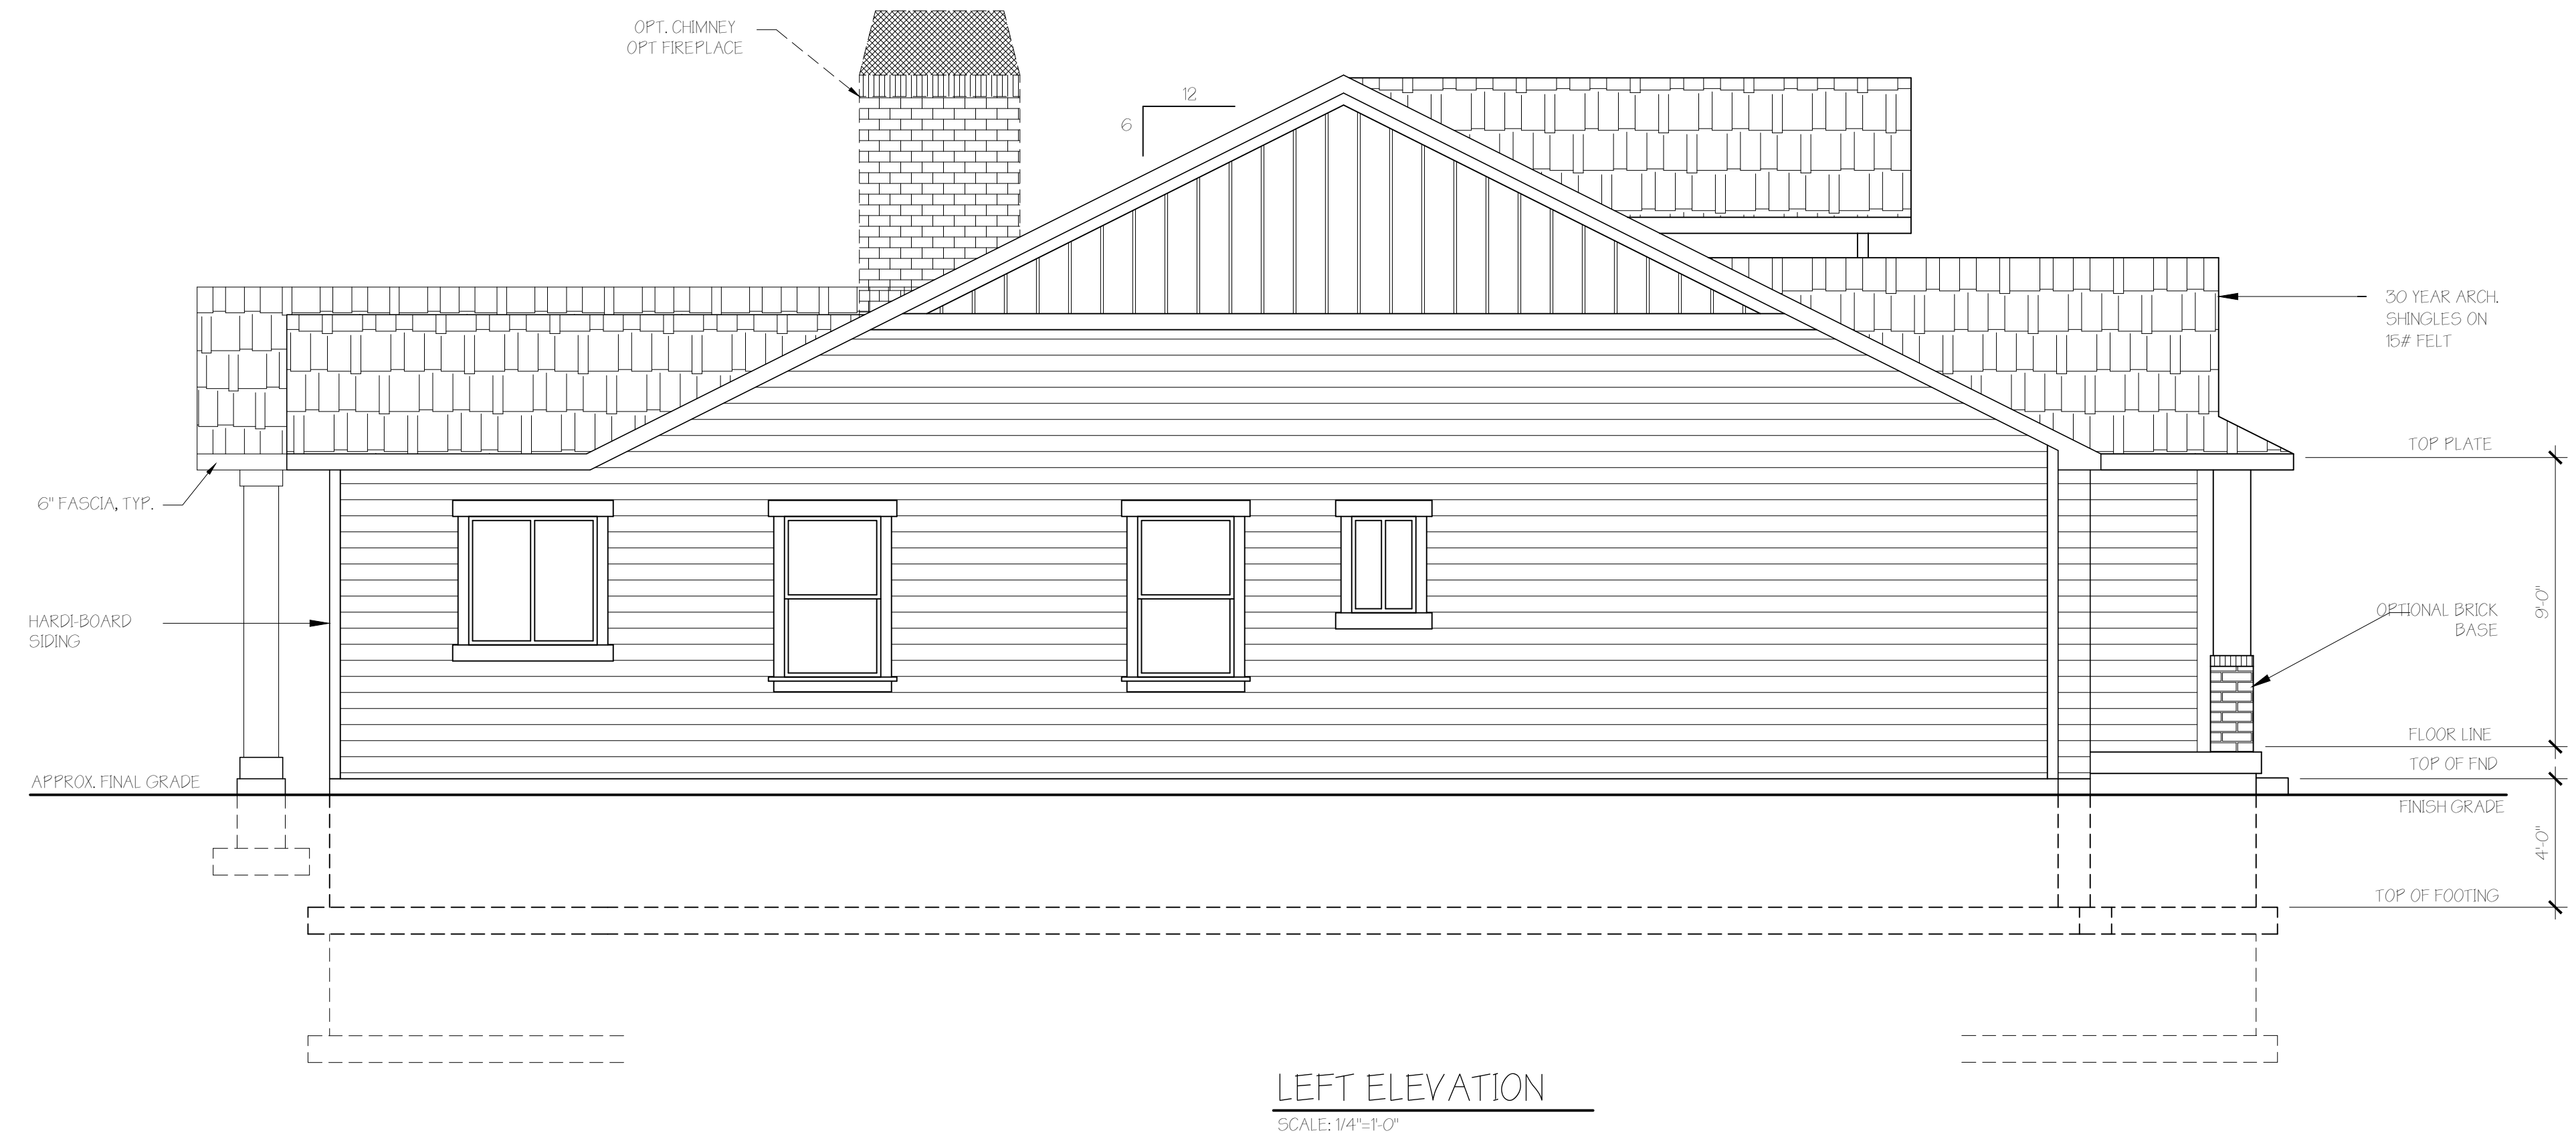 OPT. CHIMNEY
OPT FIREPLACE
12
6
30 YEAR ARCH.
SHINGLES ON
15# FELT
TOP PLATE
6" FASCIA, TYP.
9'-0"
OPTIONAL BRICK
BASE
HARDI-BOARD
SIDING
FLOOR LINE
TOP OF FND
APPROX. FINAL GRADE
FINISH GRADE
4'-0"
TOP OF FOOTING
LEFT ELEVATION
SCALE: 1/4"=1'-0"